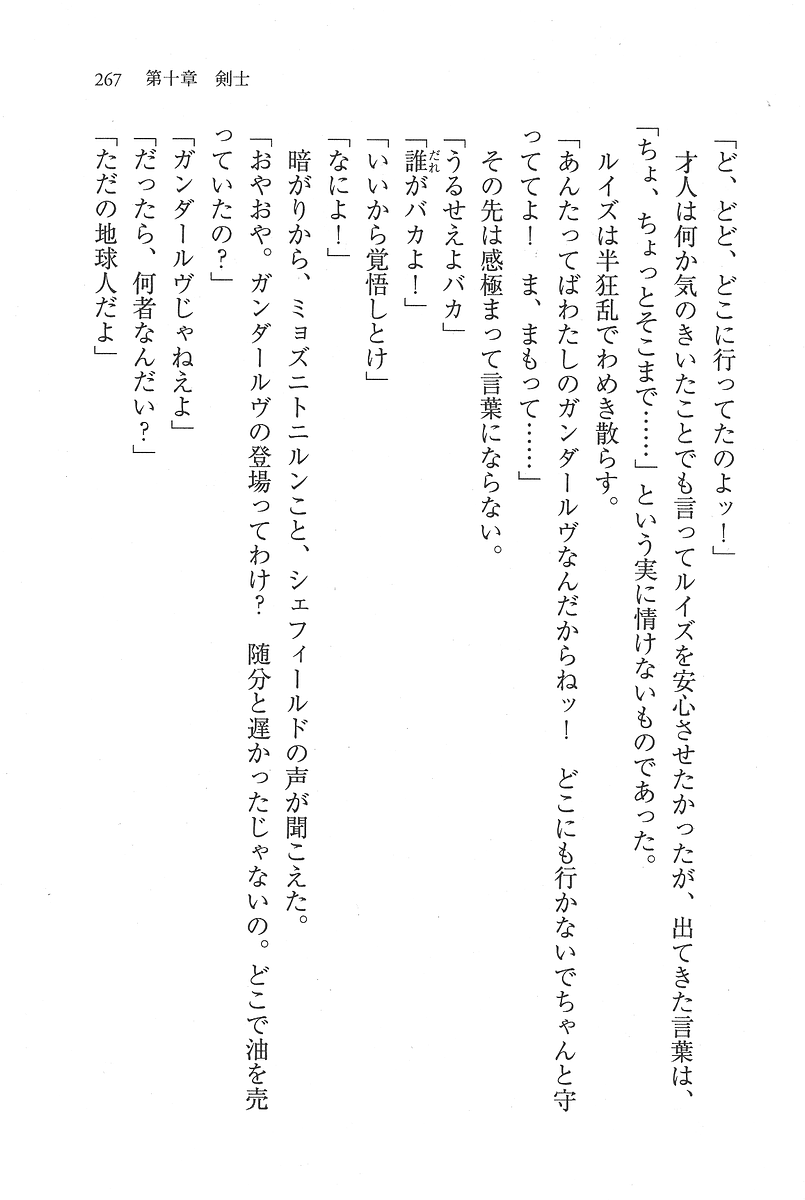 267　第十章　剣士
「ど、どど、どこに行ってたのよッ！」
　才人は何か気のきいたことでも言ってルイズを安心させたかったが、出てきた言葉は、
「ちょ、ちょっとそこまで……」という実に情けないものであった。
　ルイズは半狂乱でわめき散らす。
「あんたってばわたしのガンダールヴなんだからねッ！　どこにも行かないでちゃんと守
ってよ！　ま、まもって……」
　その先は感極まって言葉にならない。
「うるせえよバカ」
「誰がバカよ！」
だれ
「いいから覚悟しとけ」
「なによ！」
　暗がりから、ミョズニトニルンこと、シェフィールドの声が聞こえた。
「おやおや。ガンダールヴの登場ってわけ？　随分と遅かったじゃないの。どこで油を売
っていたの？」
「ガンダールヴじゃねえよ」
「だったら、何者なんだい？」
「ただの地球人だよ」